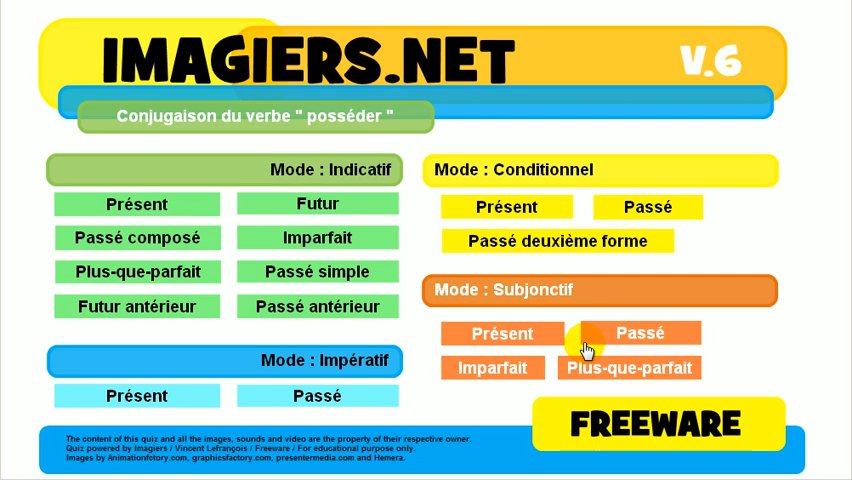 IMAGIERS.NET
V.6
Conjugaison du verbe " posséder "
Mode : Indicatif
Présent
Futur
Passé composé
Imparfait
Plus-que-parfait
Passé simple
Futur antérieur
Passé antérieur
Mode : Impératif
Présent
Passé
Mode : Conditionnel
Présent
Passé
Passé deuxième forme
Mode : Subjonctif
Présent
Passé
Imparfait
Plus-que-parfait
FREEWARE
The content of this quiz and all the images, sounds and video are the property of their respective owner.
Quiz powered by Imagiers / Vincent Lefrançois / Freeware / For educational purpose only.
Images by Animationfctory.com, graphicsfactory.com, presentermedia.com and Hemera.